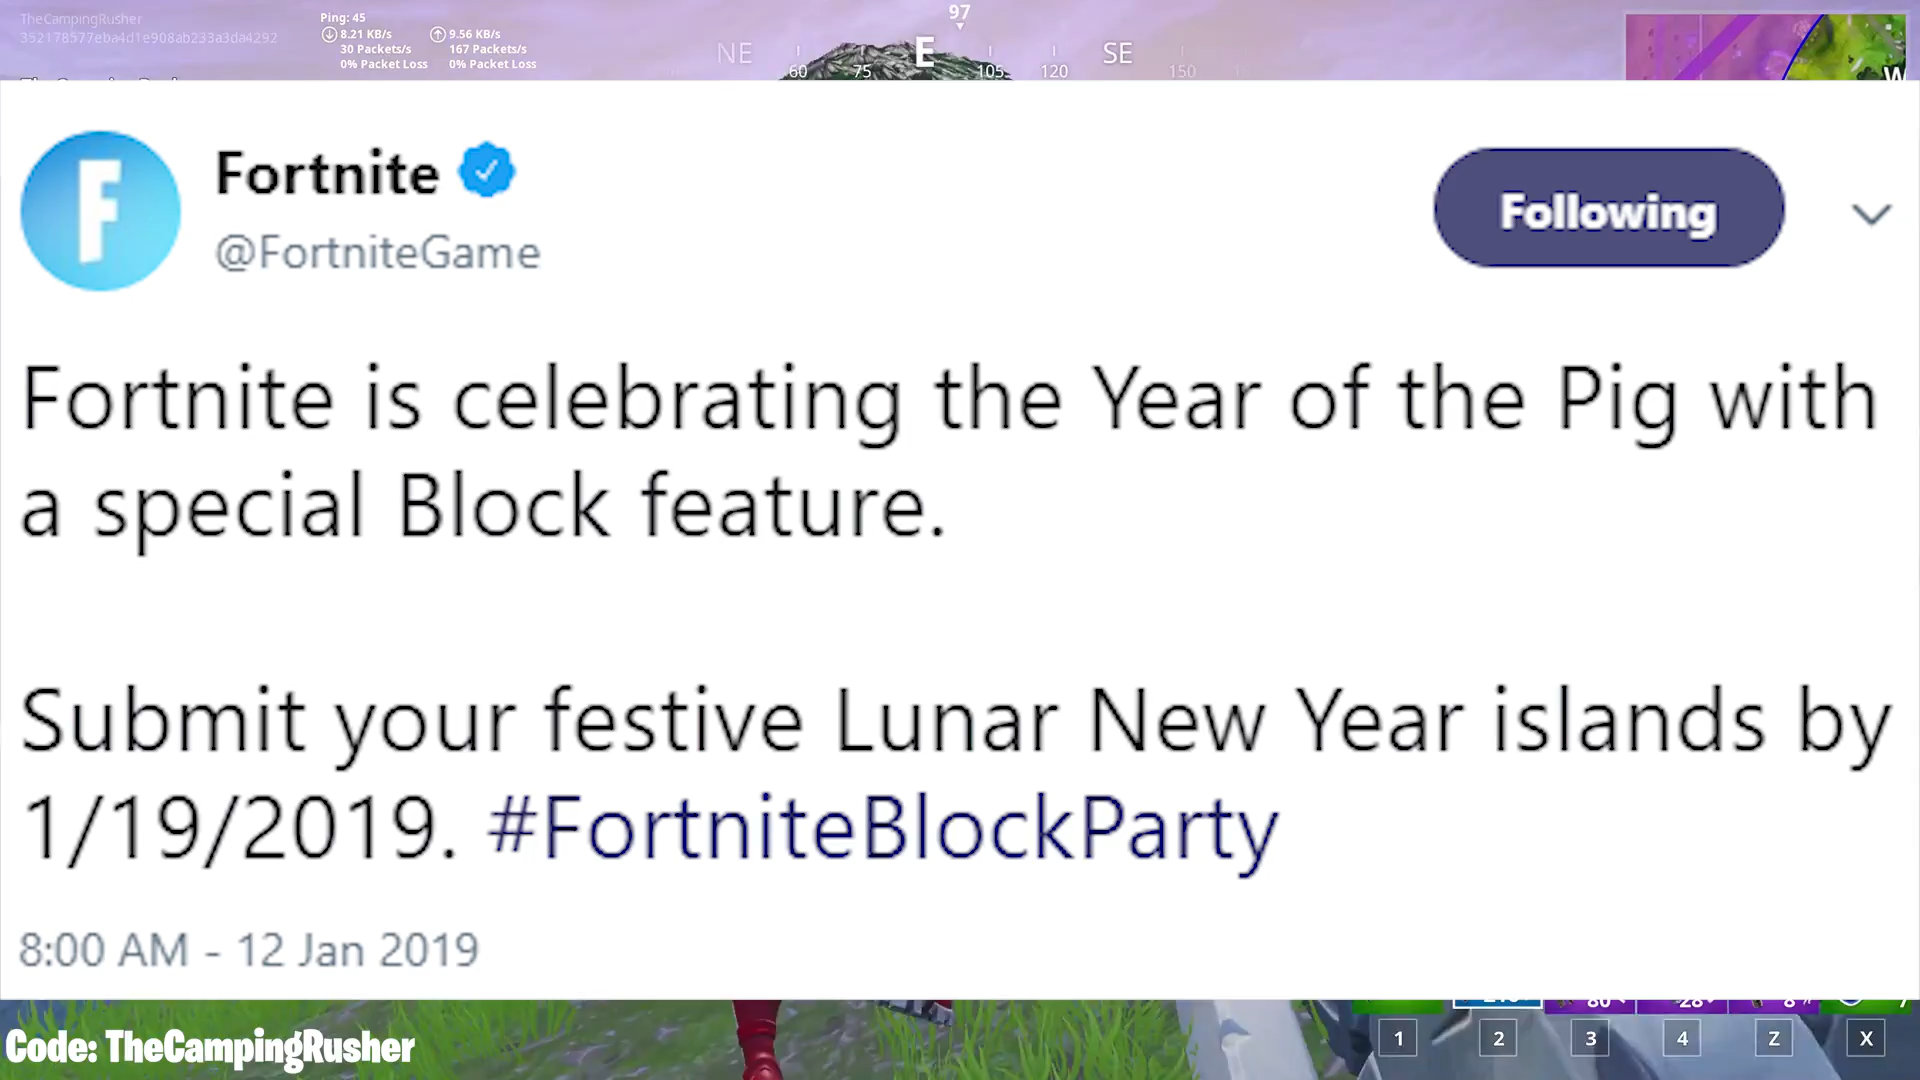 TheCampingRusher
352178577eba4d1e908ab233a3da4292
Ping: 45
8.21 KB/s 9.56 KB/s
30 Packets/s 167 Packets/s
0% Packet Loss 0% Packet Loss
97
NE E SE
60 75 105 120 150
W
F
Fortnite
@FortniteGame
Following
Fortnite is celebrating the Year of the Pig with
a special Block feature.
Submit your festive Lunar New Year islands by
1/19/2019. #FortniteBlockParty
8:00 AM - 12 Jan 2019
Code: TheCampingRusher
1 2 3 4 Z X